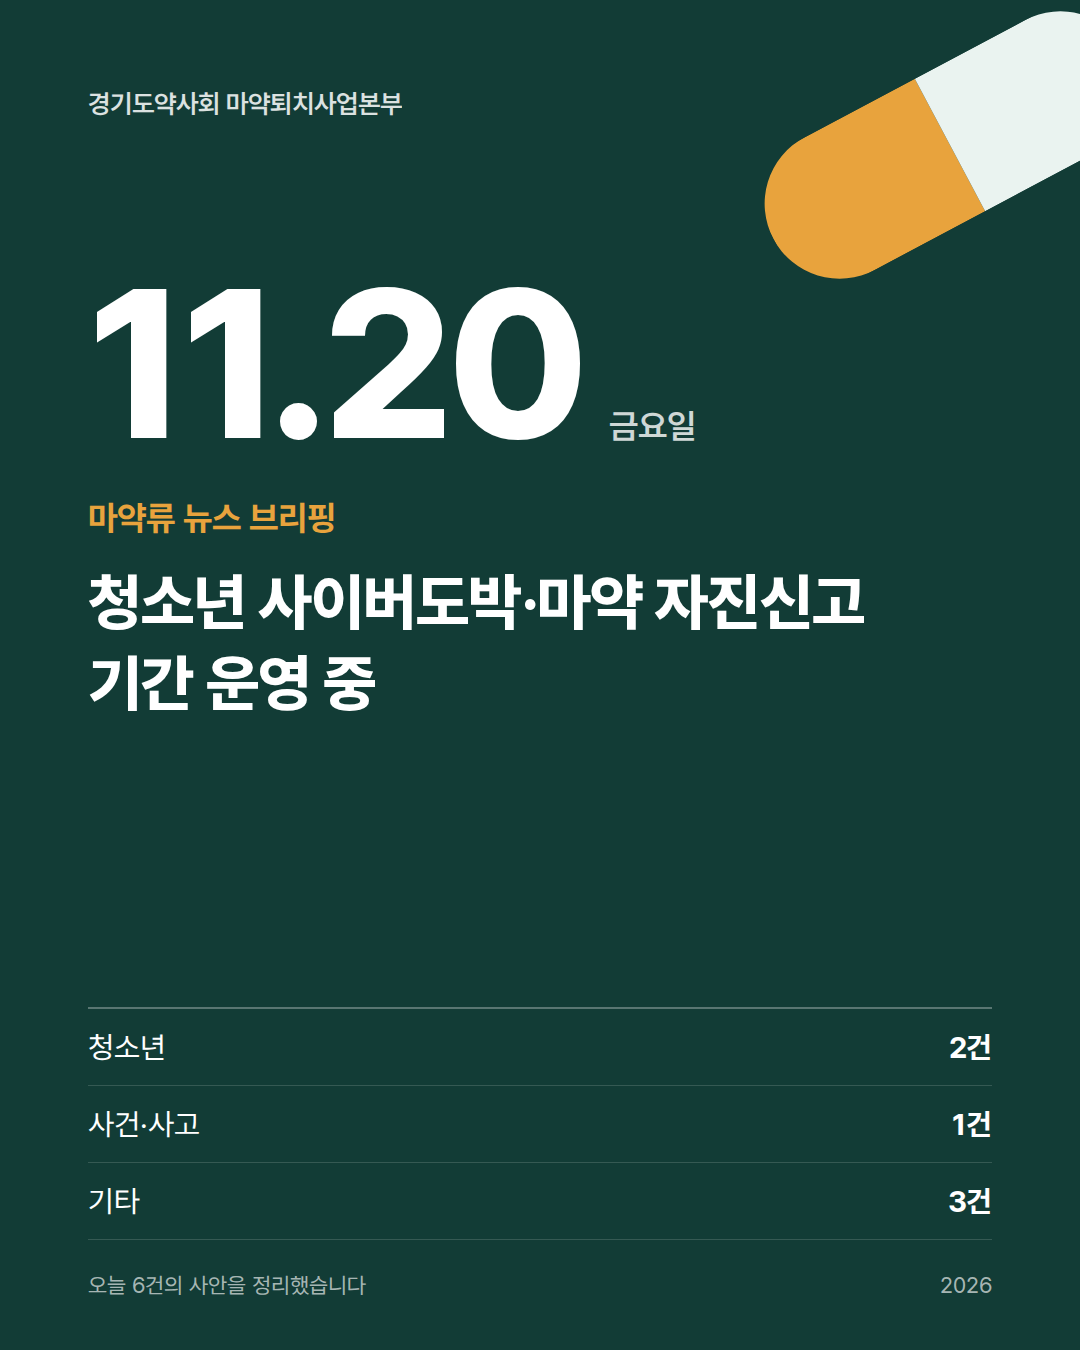 경기도약사회 마약퇴치사업본부
11.20 금요일
마약류 뉴스 브리핑
청소년 사이버도박·마약 자진신고
기간 운영 중
청소년 2건
사건·사고 1건
기타 3건
오늘 6건의 사안을 정리했습니다 2026